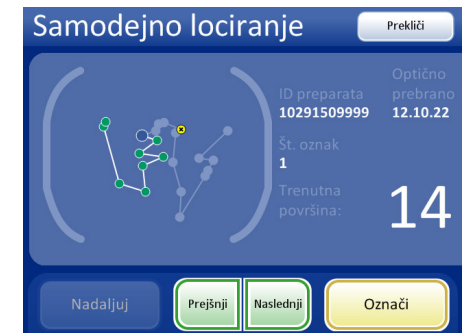 Samodejno lociranje
Prekliči
Optično
prebrano
12.10.22
ID preparata
10291509999
Št. oznak
1
Trenutna
površina:
14
Nadaljuj
Prejšnji
Naslednji
Označi